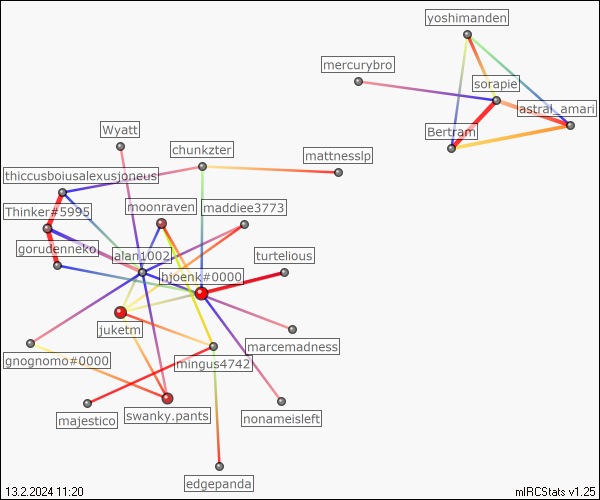 yoshimanden
mercurybro
sorapie
astral_amari
Bertram
Wyatt
chunkzter
mattnesslp
thiccusboiusalexusjoneus
Thinker#5995
moonraven
maddiee3773
gorudenneko
alan1002
turtelious
njoenk#0000
juketm
marcemadness
gnognomo#0000
mingus4742
majestico
swanky.pants
nonameisleft
edgepanda
13.2.2024 11:20
mIRCStats v1.25